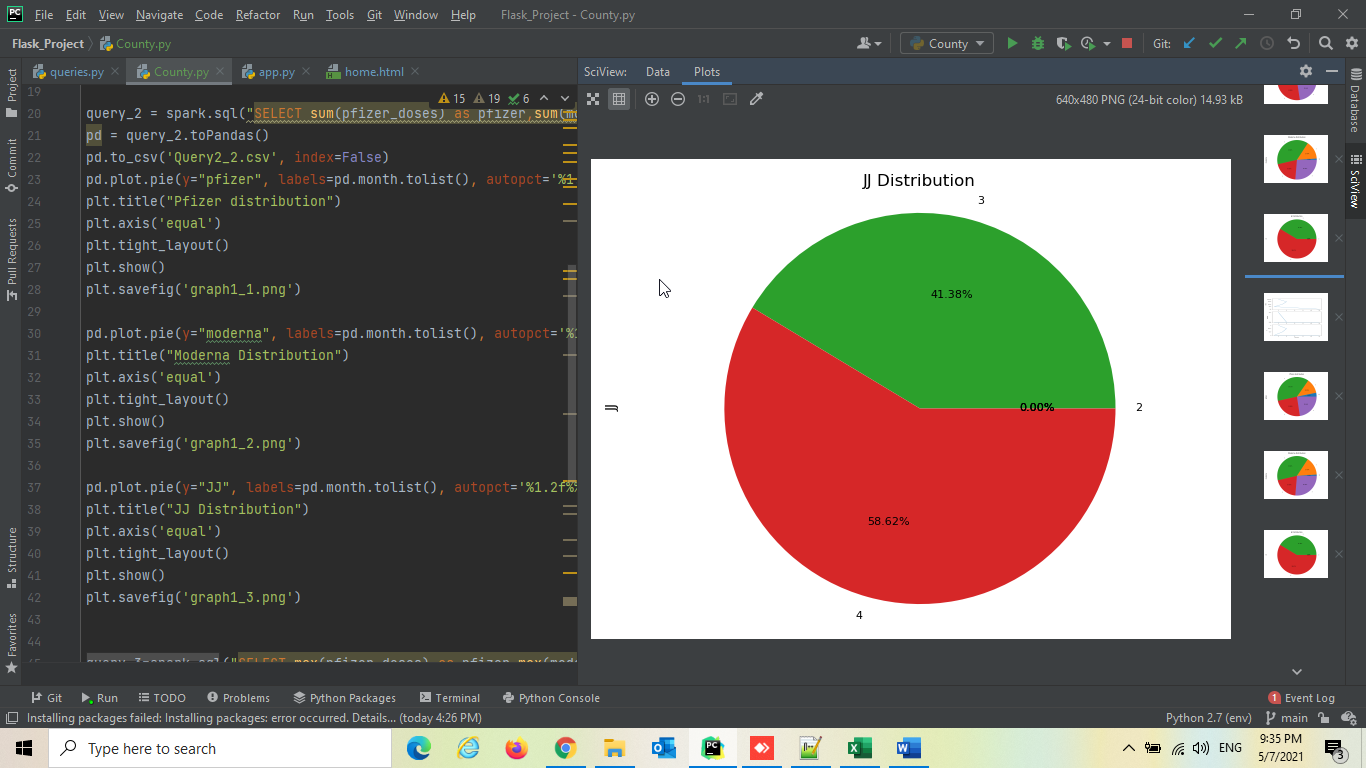 PC File Edit View Navigate Code Refactor Run Tools Git Window Help Flask_Project - County.py
Flask_Project County.py County Git:
queries.py County.py app.py home.html SciView: Data Plots
Project
Commit
Pull Requests
Structure
Favorites
Database
SciView
15 19 6
1:1 640x480 PNG (24-bit color) 14.93 kB
19
20 query_2 = spark.sql("SELECT sum(pfizer_doses) as pfizer,sum(mo
21 pd = query_2.toPandas()
22 pd.to_csv('Query2_2.csv', index=False)
23 pd.plot.pie(y="pfizer", labels=pd.month.tolist(), autopct='%1
24 plt.title("Pfizer distribution")
25 plt.axis('equal')
26 plt.tight_layout()
27 plt.show()
28 plt.savefig('graph1_1.png')
29
30 pd.plot.pie(y="moderna", labels=pd.month.tolist(), autopct='%1
31 plt.title("Moderna Distribution")
32 plt.axis('equal')
33 plt.tight_layout()
34 plt.show()
35 plt.savefig('graph1_2.png')
36
37 pd.plot.pie(y="JJ", labels=pd.month.tolist(), autopct='%1.2f%%
38 plt.title("JJ Distribution")
39 plt.axis('equal')
40 plt.tight_layout()
41 plt.show()
42 plt.savefig('graph1_3.png')
43
44
JJ Distribution
3
41.38%
JJ
0.00%
2
58.62%
4
Git Run TODO Problems Python Packages Terminal Python Console 1 Event Log
Installing packages failed: Installing packages: error occurred. Details... (today 4:26 PM) Python 2.7 (env) main
Type here to search
PC
ENG
9:35 PM
5/7/2021
3